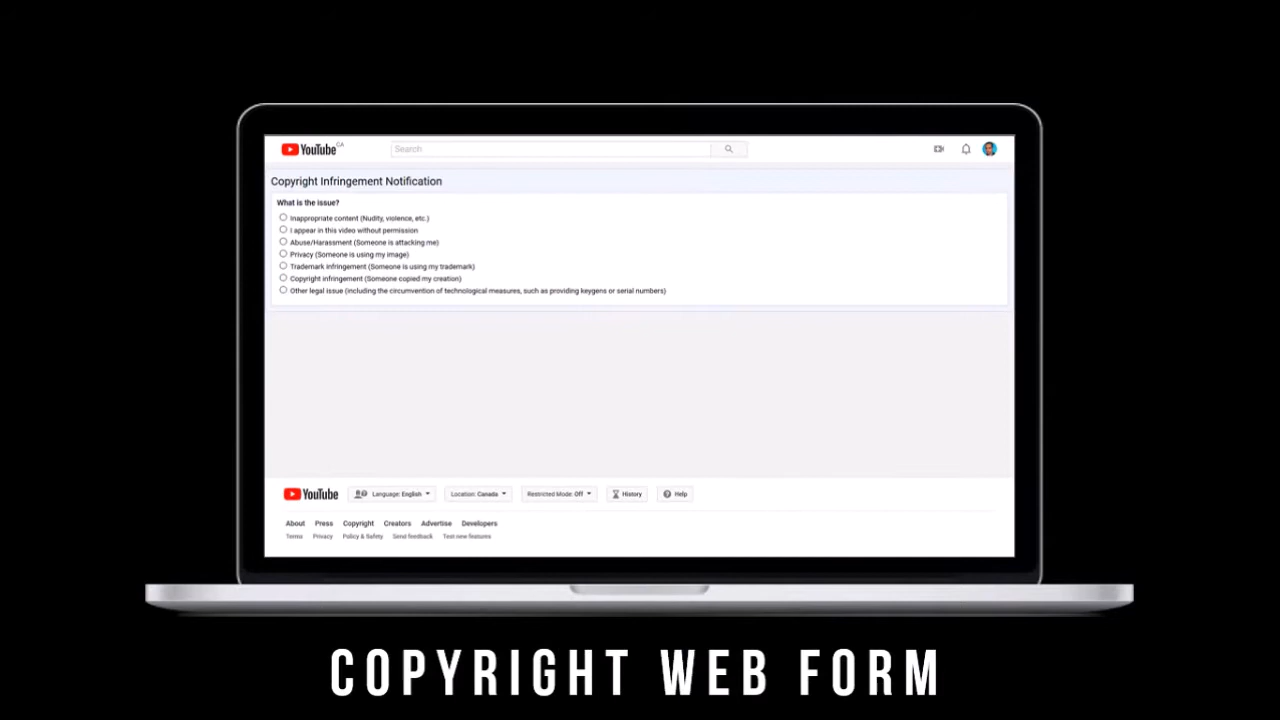 YouTube CA
Search
Copyright Infringement Notification
What is the issue?
Inappropriate content (Nudity, violence, etc.)
I appear in this video without permission
Abuse/Harassment (Someone is attacking me)
Privacy (Someone is using my image)
Trademark infringement (Someone is using my trademark)
Copyright infringement (Someone copied my creation)
Other legal issue (including the circumvention of technological measures, such as providing keygens or serial numbers)
YouTube Language: English Location: Canada Restricted Mode: Off History Help
About Press Copyright Creators Advertise Developers
Terms Privacy Policy & Safety Send feedback Test new features
COPYRIGHT WEB FORM